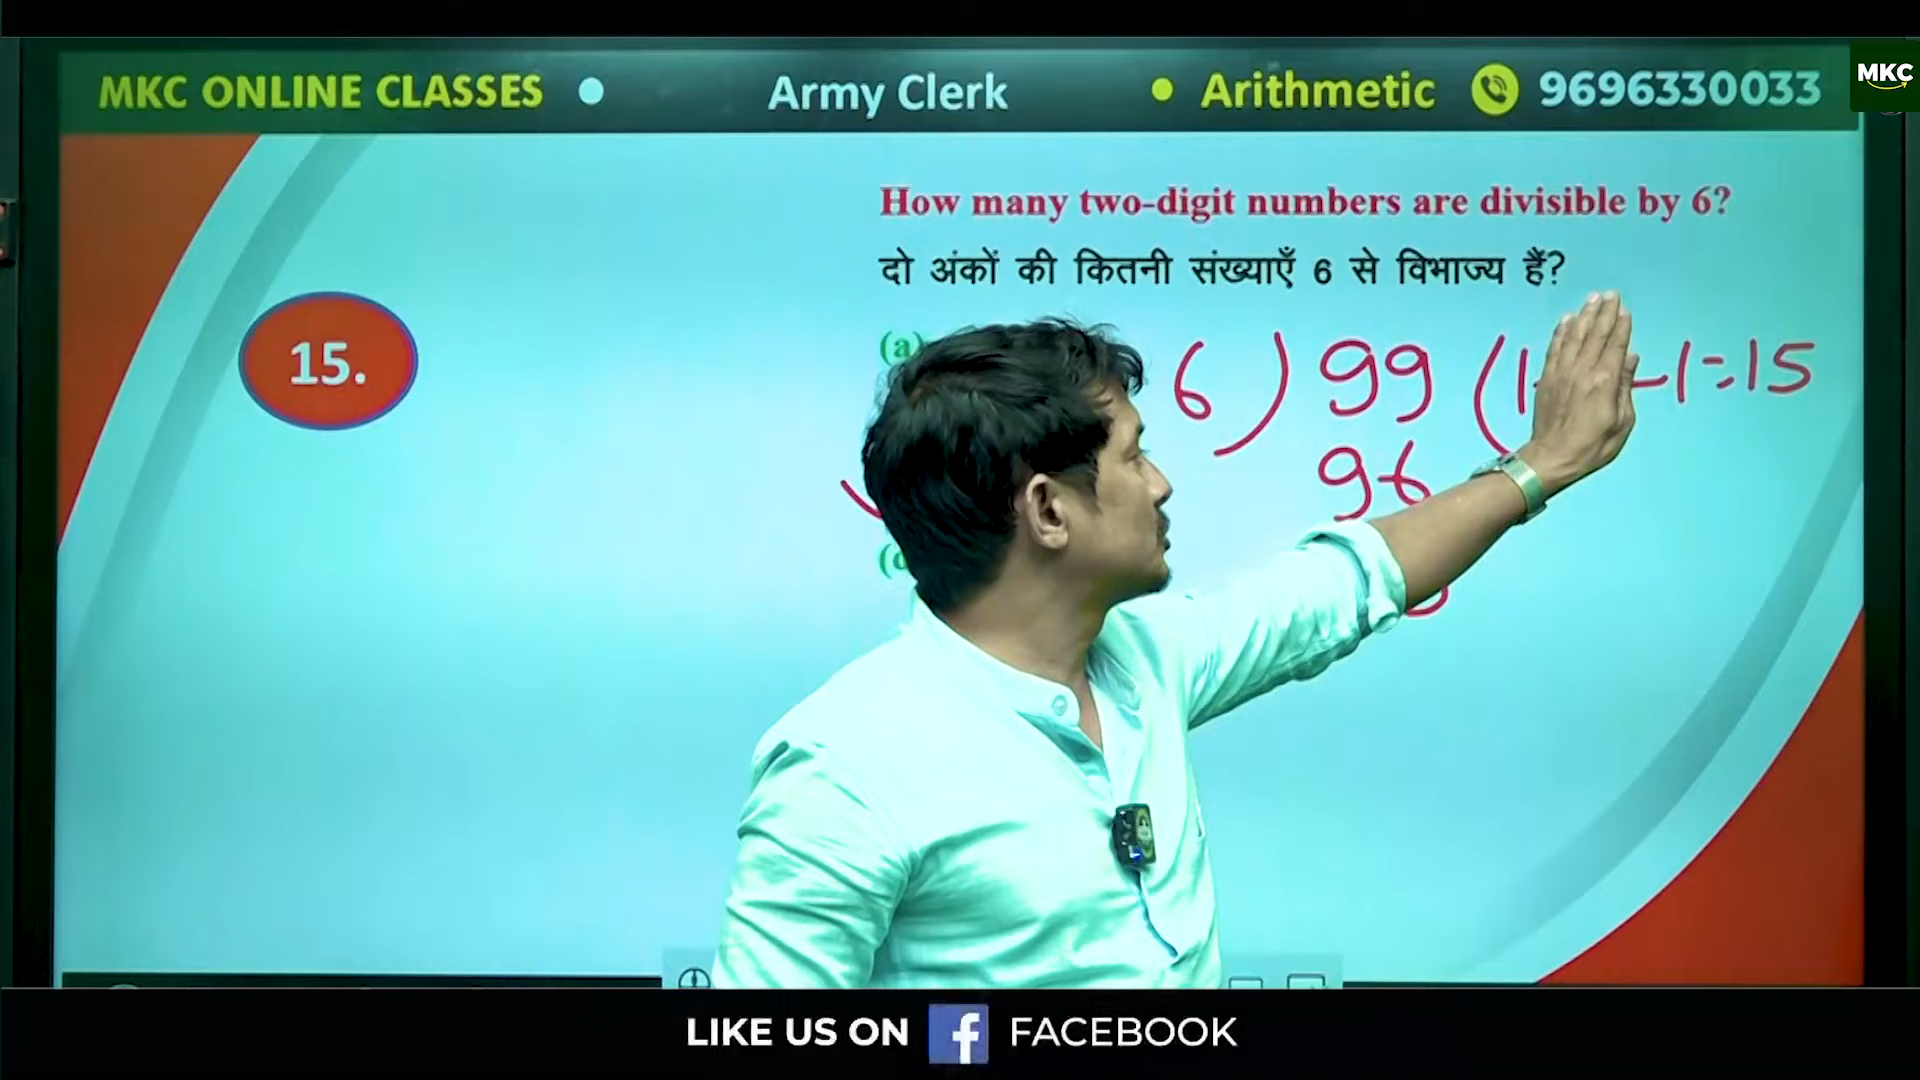 MKC ONLINE CLASSES • Army Clerk • Arithmetic 9696330033
MKC
How many two-digit numbers are divisible by 6?
दो अंकों की कितनी संख्याएँ 6 से विभाज्य हैं?
15.
(a)
6 ) 99 ( 1 -1=15
96
LIKE US ON f FACEBOOK